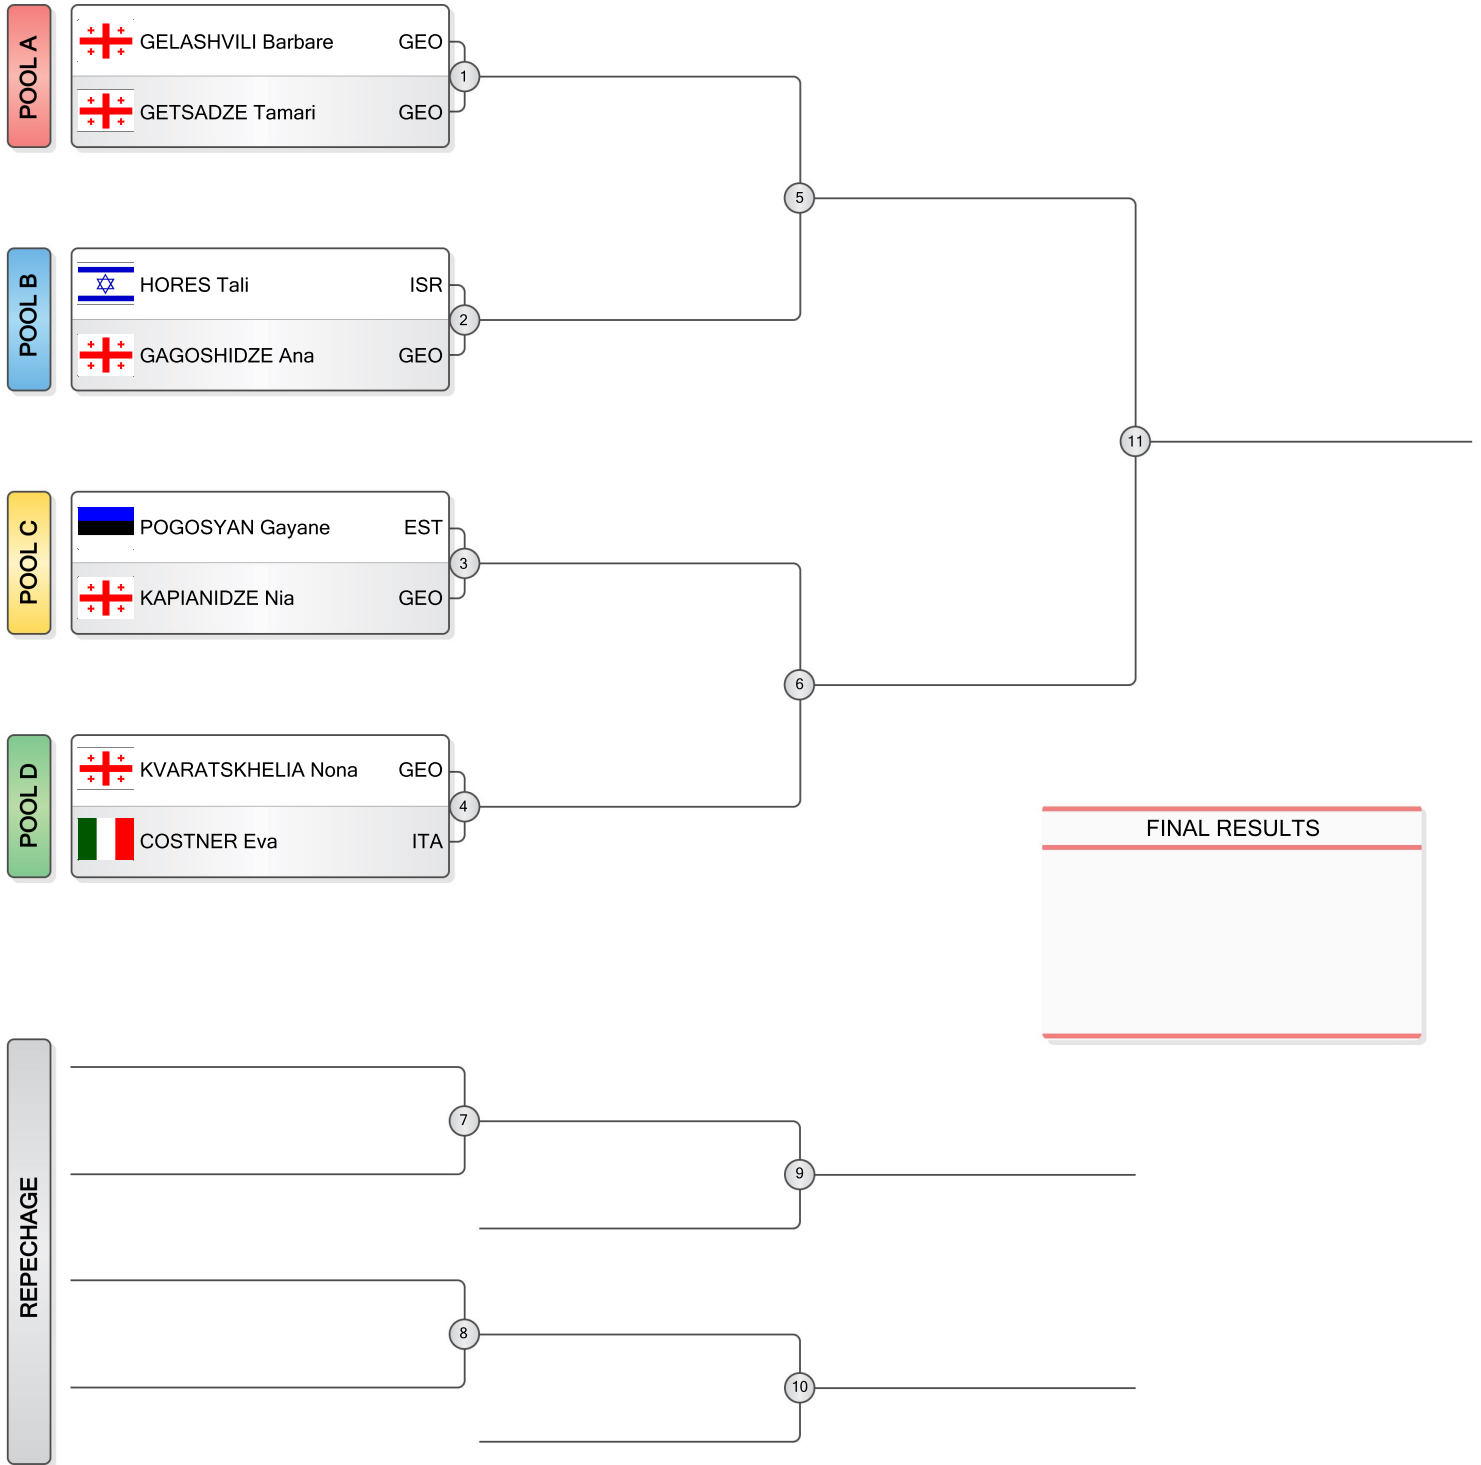 POOL A
GELASHVILI Barbare GEO
1
GETSADZE Tamari GEO
5
POOL B
HORES Tali ISR
2
GAGOSHIDZE Ana GEO
11
POOL C
POGOSYAN Gayane EST
3
KAPIANIDZE Nia GEO
6
POOL D
KVARATSKHELIA Nona GEO
4
COSTNER Eva ITA
FINAL RESULTS
REPECHAGE
7
9
8
10